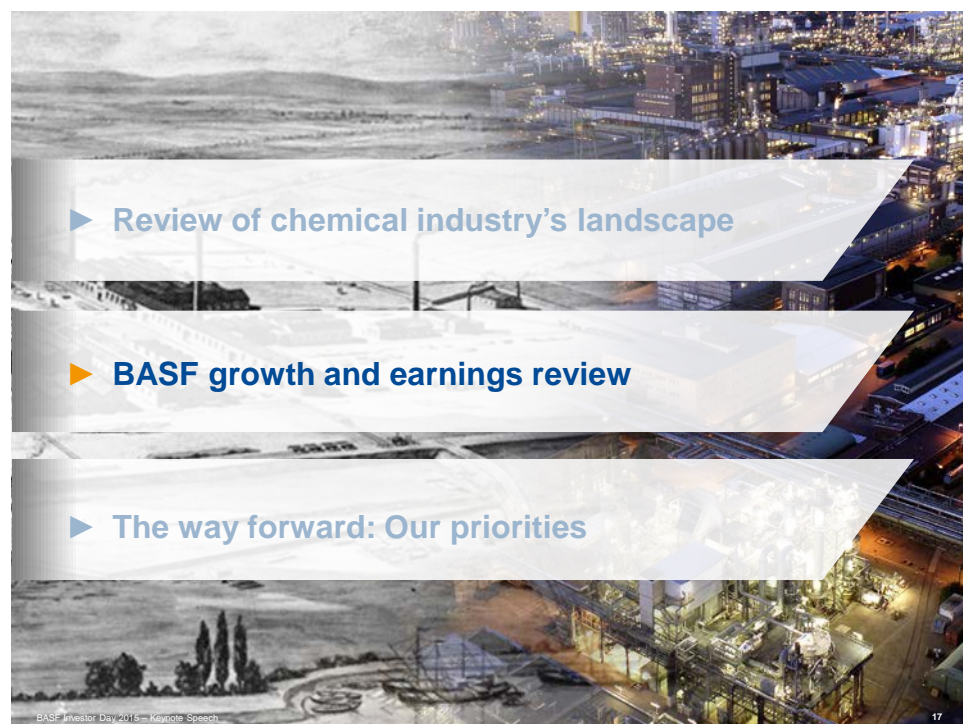 ► Review of chemical industry’s landscape
► BASF growth and earnings review
► The way forward: Our priorities
BASF Investor Day 2015 – Keynote Speech
17